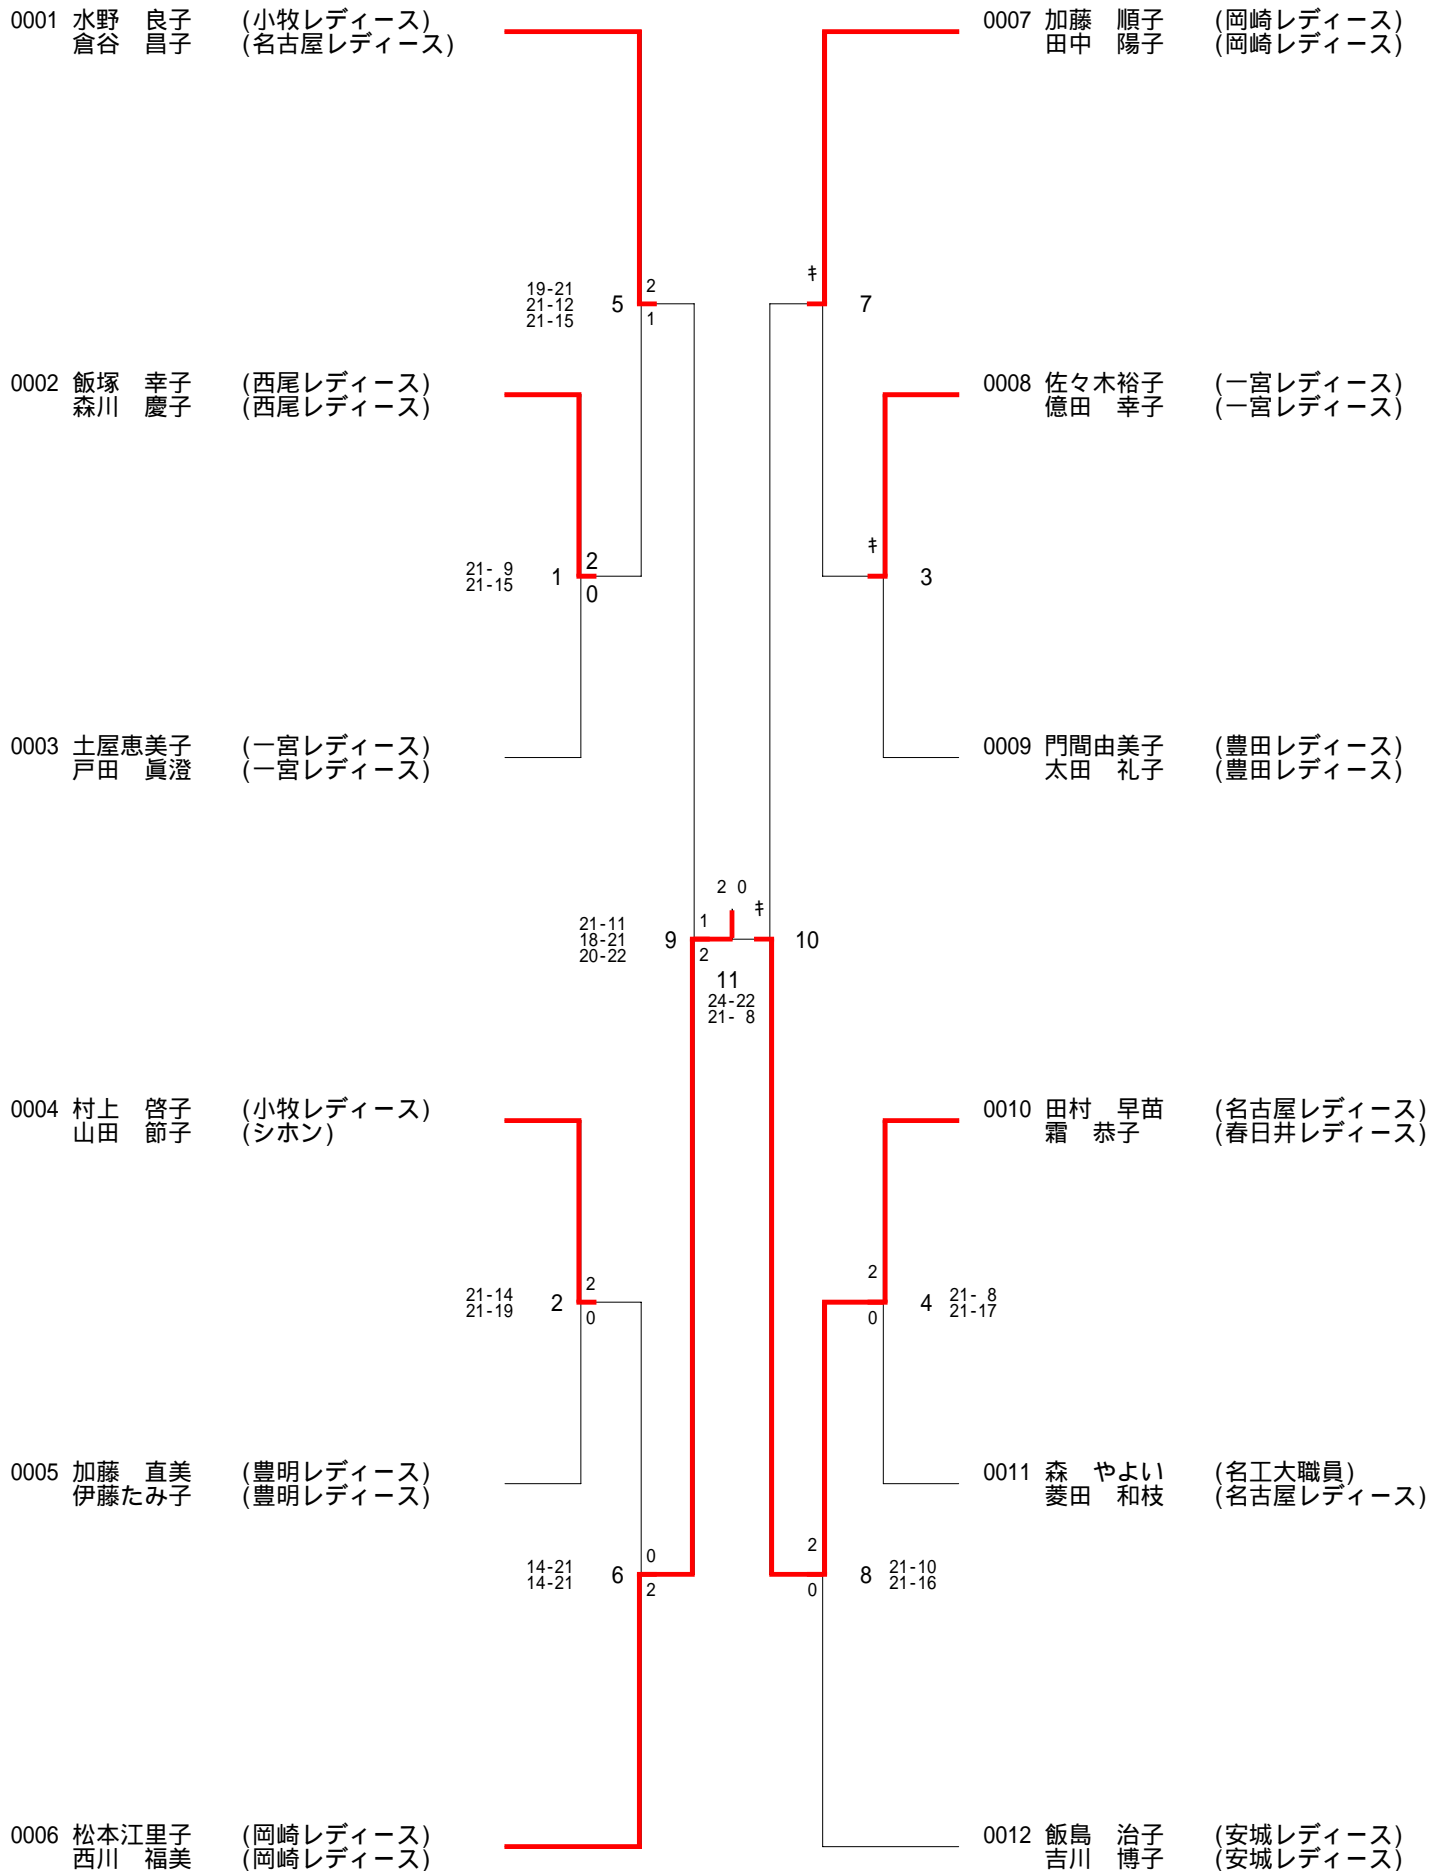 0001 水野　良子 (小牧レディース)
倉谷　昌子 (名古屋レディース)
0007 加藤　順子 (岡崎レディース)
田中　陽子 (岡崎レディース)
19-21
21-12
21-15
5
2
1
ｷ
7
0002 飯塚　幸子 (西尾レディース)
森川　慶子 (西尾レディース)
0008 佐々木裕子 (一宮レディース)
億田　幸子 (一宮レディース)
21- 9
21-15
1
2
0
ｷ
3
0003 土屋恵美子 (一宮レディース)
戸田　眞澄 (一宮レディース)
0009 門間由美子 (豊田レディース)
太田　礼子 (豊田レディース)
2 0
21-11
18-21
20-22
9
1
2
ｷ
10
11
24-22
21- 8
0004 村上　啓子 (小牧レディース)
山田　節子 (シホン)
0010 田村　早苗 (名古屋レディース)
霜　恭子 (春日井レディース)
21-14
21-19
2
2
0
2
0
4
21- 8
21-17
0005 加藤　直美 (豊明レディース)
伊藤たみ子 (豊明レディース)
0011 森　やよい (名工大職員)
菱田　和枝 (名古屋レディース)
14-21
14-21
6
0
2
2
0
8
21-10
21-16
0006 松本江里子 (岡崎レディース)
西川　福美 (岡崎レディース)
0012 飯島　治子 (安城レディース)
吉川　博子 (安城レディース)